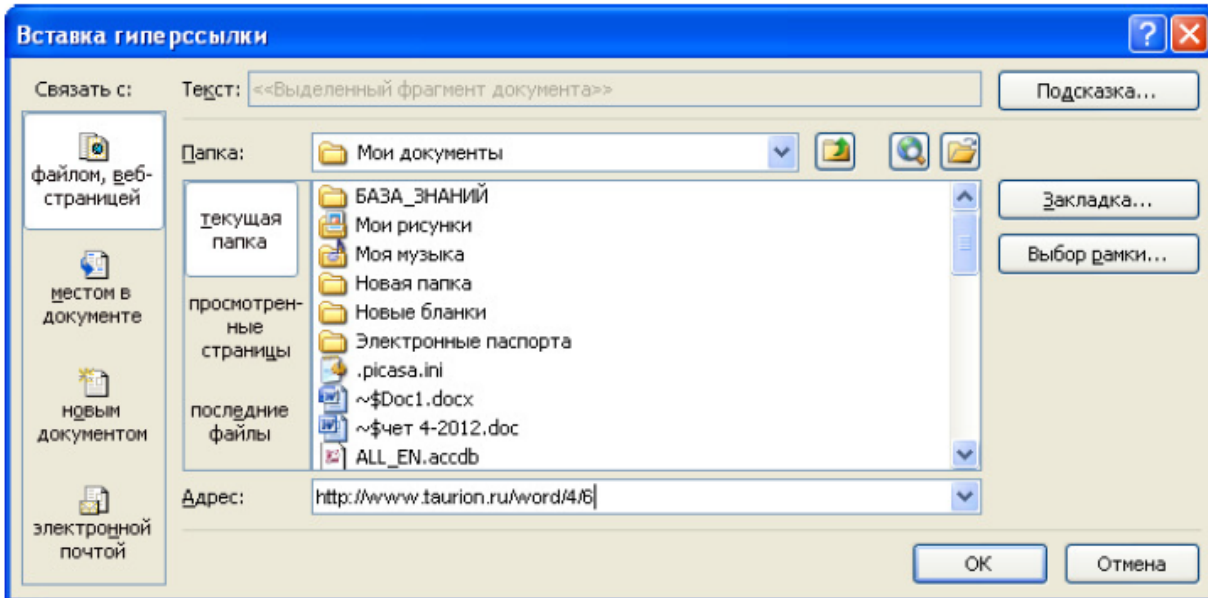 Вставка гиперссылки
Связать с:
Текст: <<Выделенный фрагмент документа>>
Подсказка...
файлом, веб-
страницей
Папка:
Мои документы
текущая
папка
БАЗА_ЗНАНИЙ
Мои рисунки
Моя музыка
Новая папка
Новые бланки
Электронные паспорта
.picasa.ini
~$Doc1.docx
~$чет 4-2012.doc
ALL_EN.accdb
Закладка...
Выбор рамки...
местом в
документе
просмотрен-
ные
страницы
новым
документом
последние
файлы
Адрес:
http://www.taurion.ru/word/4/6
электронной
почтой
ОК
Отмена